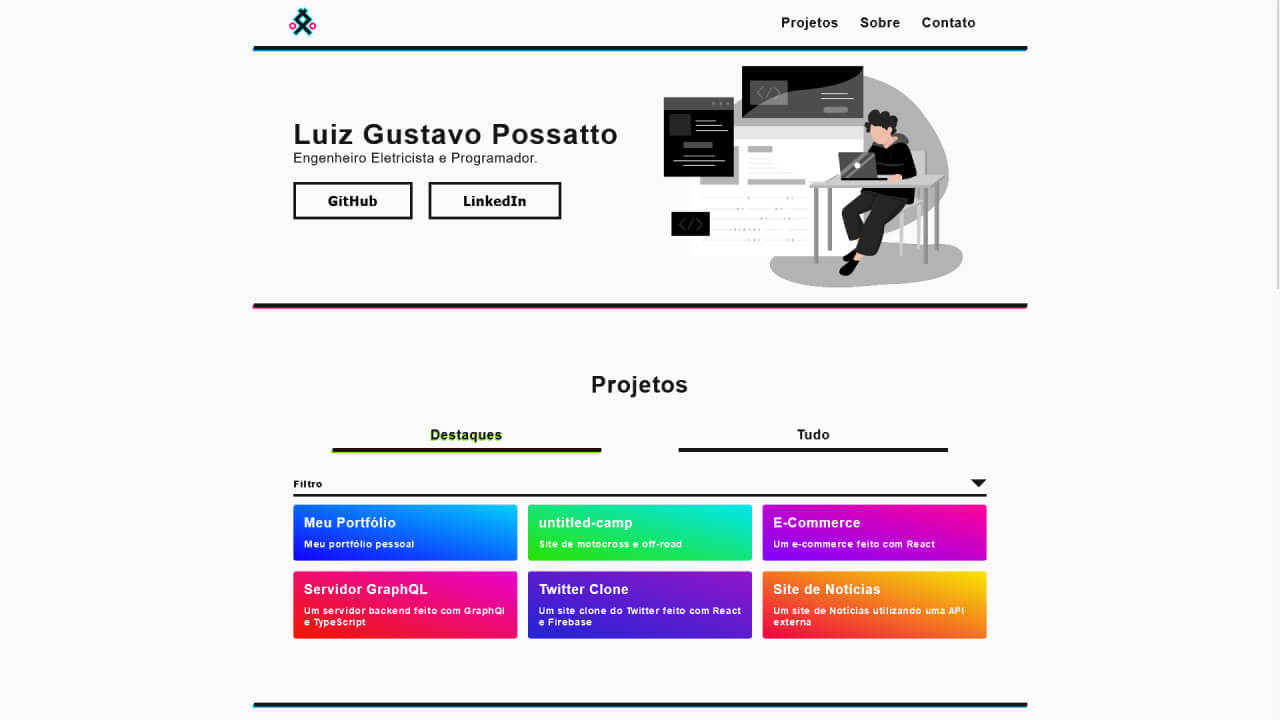 Projetos Sobre Contato
Luiz Gustavo Possatto
Engenheiro Eletricista e Programador.
GitHub LinkedIn
</>
</>
Projetos
Destaques Tudo
Filtro
Meu Portfólio
Meu portfólio pessoal
untitled-camp
Site de motocross e off-road
E-Commerce
Um e-commerce feito com React
Servidor GraphQL
Um servidor backend feito com GraphQl
e TypeScript
Twitter Clone
Um site clone do Twitter feito com React
e Firebase
Site de Notícias
Um site de Notícias utilizando uma API
externa